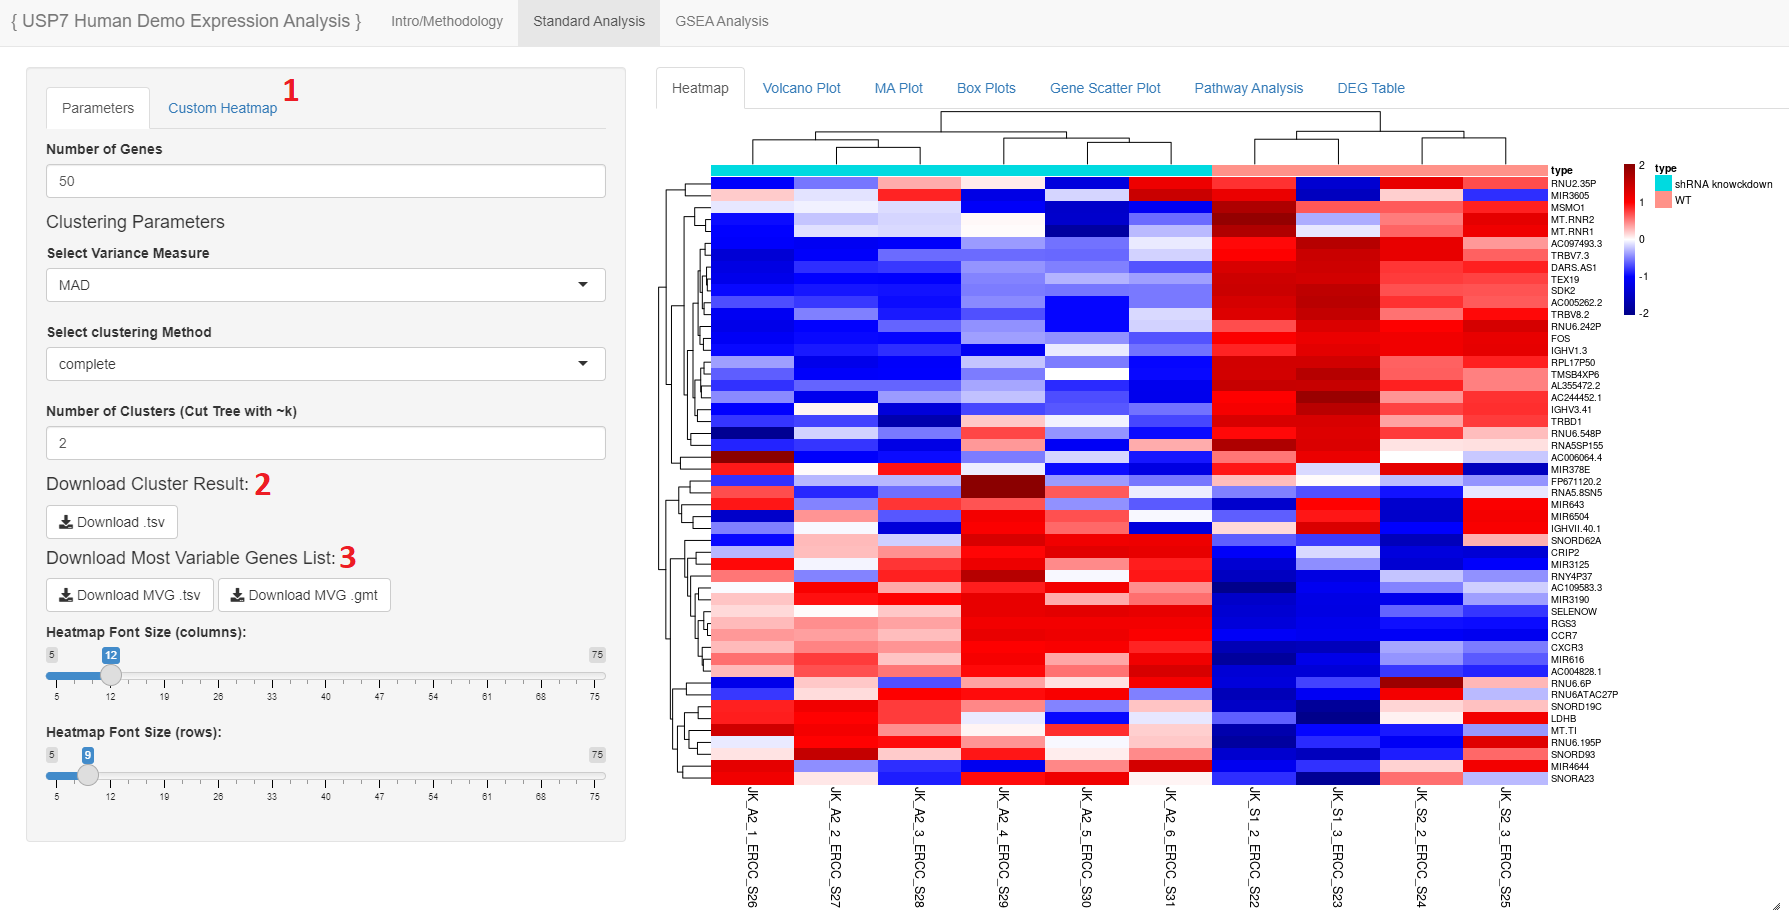 { USP7 Human Demo Expression Analysis }
Intro/Methodology
Standard Analysis
GSEA Analysis
Parameters
Custom Heatmap
1
Number of Genes
50
Clustering Parameters
Select Variance Measure
MAD
Select clustering Method
complete
Number of Clusters (Cut Tree with ~k)
2
Download Cluster Result: 2
Download .tsv
Download Most Variable Genes List: 3
Download MVG .tsv
Download MVG .gmt
Heatmap Font Size (columns):
5 12 75
5 12 19 26 33 40 47 54 61 68 75
Heatmap Font Size (rows):
5 9 75
5 12 19 26 33 40 47 54 61 68 75
Heatmap
Volcano Plot
MA Plot
Box Plots
Gene Scatter Plot
Pathway Analysis
DEG Table
type
RNU2.35P
MIR3605
MSMO1
MT.RNR2
MT.RNR1
AC097493.3
TRBV7.3
DARS.AS1
TEX19
SDK2
AC005262.2
TRBV8.2
RNU6.242P
FOS
IGHV1.3
RPL17P50
TMSB4XP6
AL355472.2
AC244452.1
IGHV3.41
TRBD1
RNU6.548P
RNA5SP155
AC006064.4
MIR378E
FP671120.2
RNA5.8SN5
MIR643
MIR6504
IGHVII.40.1
SNORD62A
CRIP2
MIR3125
RNY4P37
AC109583.3
MIR3190
SELENOW
RGS3
CCR7
CXCR3
MIR616
AC004828.1
RNU6.6P
RNU6ATAC27P
SNORD19C
LDHB
MT.TI
RNU6.195P
SNORD93
MIR4644
SNORA23
2
1
0
-1
-2
type
shRNA knowckdown
WT
JK_A2_1_ERCC_S26
JK_A2_2_ERCC_S27
JK_A2_3_ERCC_S28
JK_A2_4_ERCC_S29
JK_A2_5_ERCC_S30
JK_A2_6_ERCC_S31
JK_S1_2_ERCC_S22
JK_S1_3_ERCC_S23
JK_S2_2_ERCC_S24
JK_S2_3_ERCC_S25